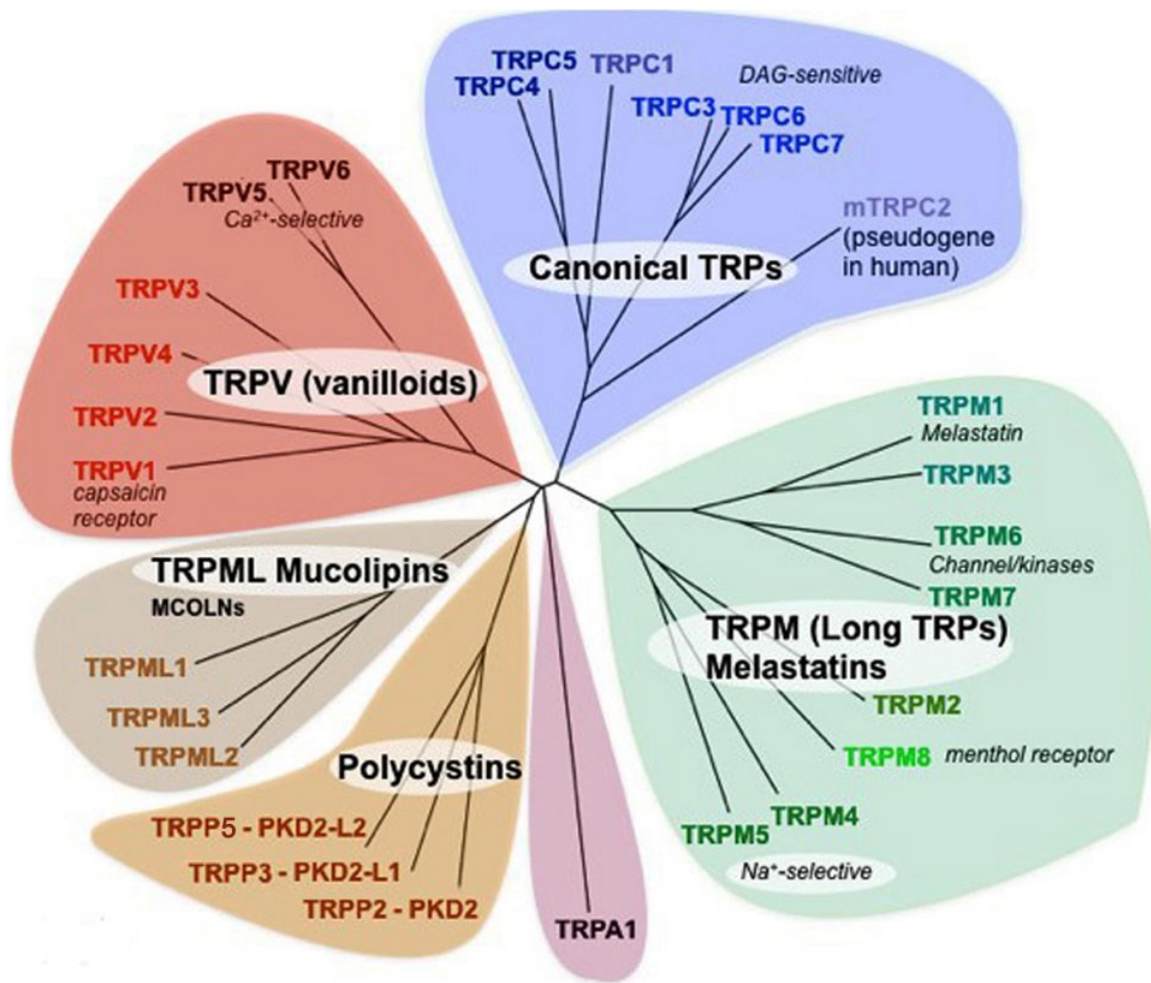 TRPC5
TRPC1
TRPC4
DAG-sensitive
TRPC3
TRPC6
TRPC7
mTRPC2
(pseudogene
in human)
Canonical TRPs
TRPV6
TRPV5
Ca²⁺-selective
TRPV3
TRPV4
TRPV (vanilloids)
TRPV2
TRPV1
capsaicin
receptor
TRPM1
Melastatin
TRPM3
TRPM6
Channel/kinases
TRPM7
TRPM (Long TRPs)
Melastatins
TRPM2
TRPM8 menthol receptor
TRPM4
TRPM5
Na⁺-selective
TRPML Mucolipins
MCOLNs
TRPML1
TRPML3
TRPML2
Polycystins
TRPP5 - PKD2-L2
TRPP3 - PKD2-L1
TRPP2 - PKD2
TRPA1